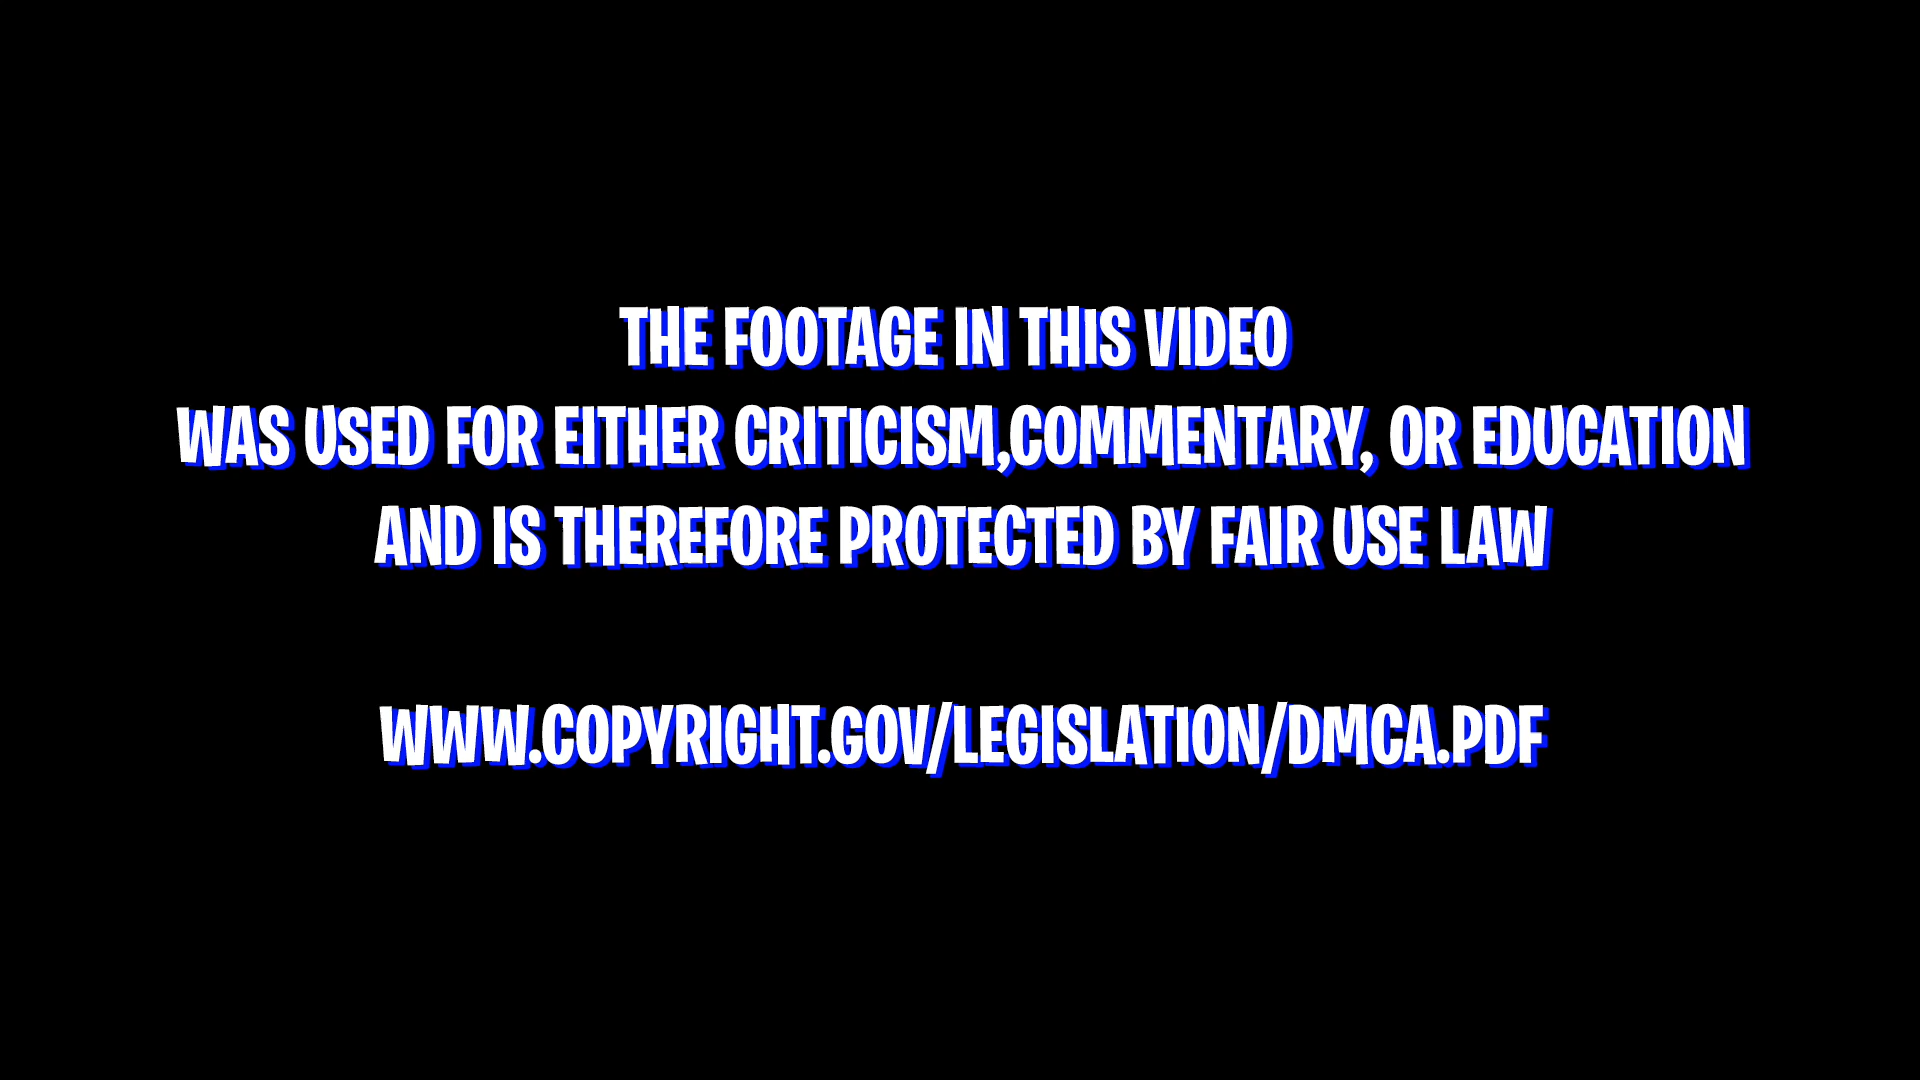 THE FOOTAGE IN THIS VIDEO
WAS USED FOR EITHER CRITICISM,COMMENTARY, OR EDUCATION
AND IS THEREFORE PROTECTED BY FAIR USE LAW
WWW.COPYRIGHT.GOV/LEGISLATION/DMCA.PDF